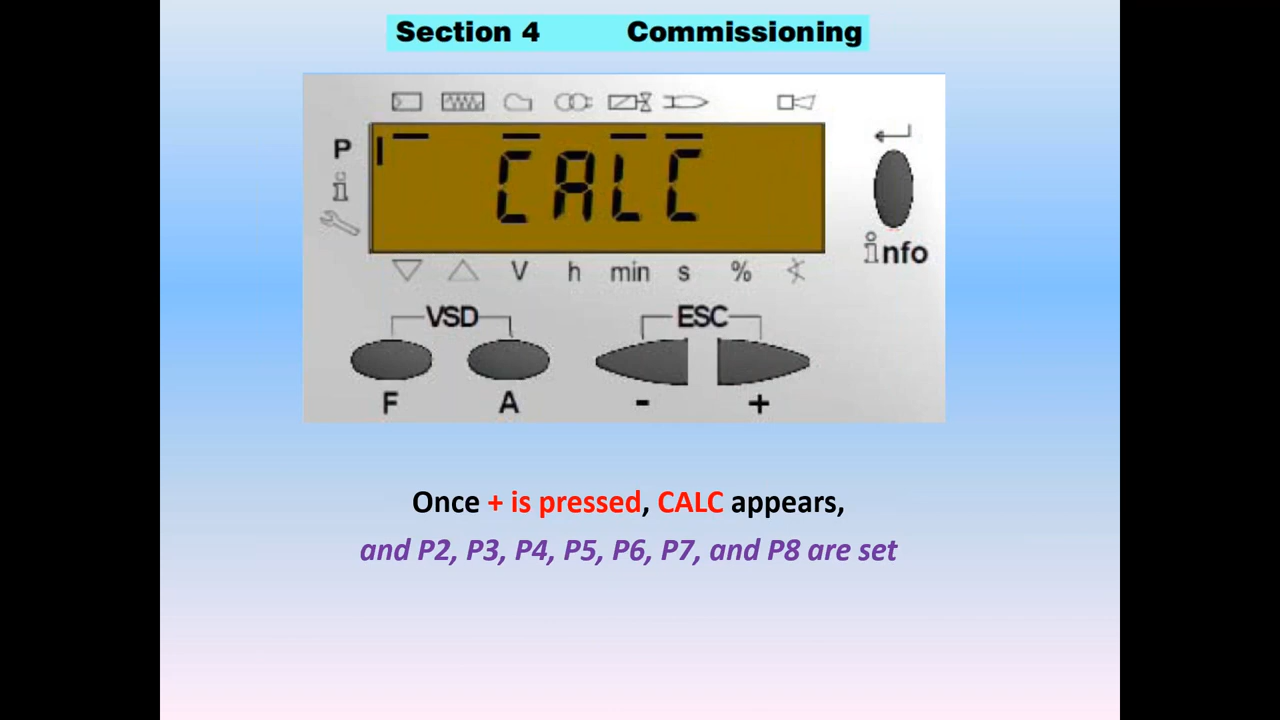 Section 4 Commissioning
P
CALC
i
info
V h min s %
VSD ESC
F A - +
Once + is pressed, CALC appears,
and P2, P3, P4, P5, P6, P7, and P8 are set